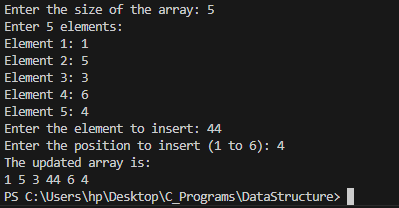 Enter the size of the array: 5
Enter 5 elements:
Element 1: 1
Element 2: 5
Element 3: 3
Element 4: 6
Element 5: 4
Enter the element to insert: 44
Enter the position to insert (1 to 6): 4
The updated array is:
1 5 3 44 6 4
PS C:\Users\hp\Desktop\C_Programs\DataStructure>